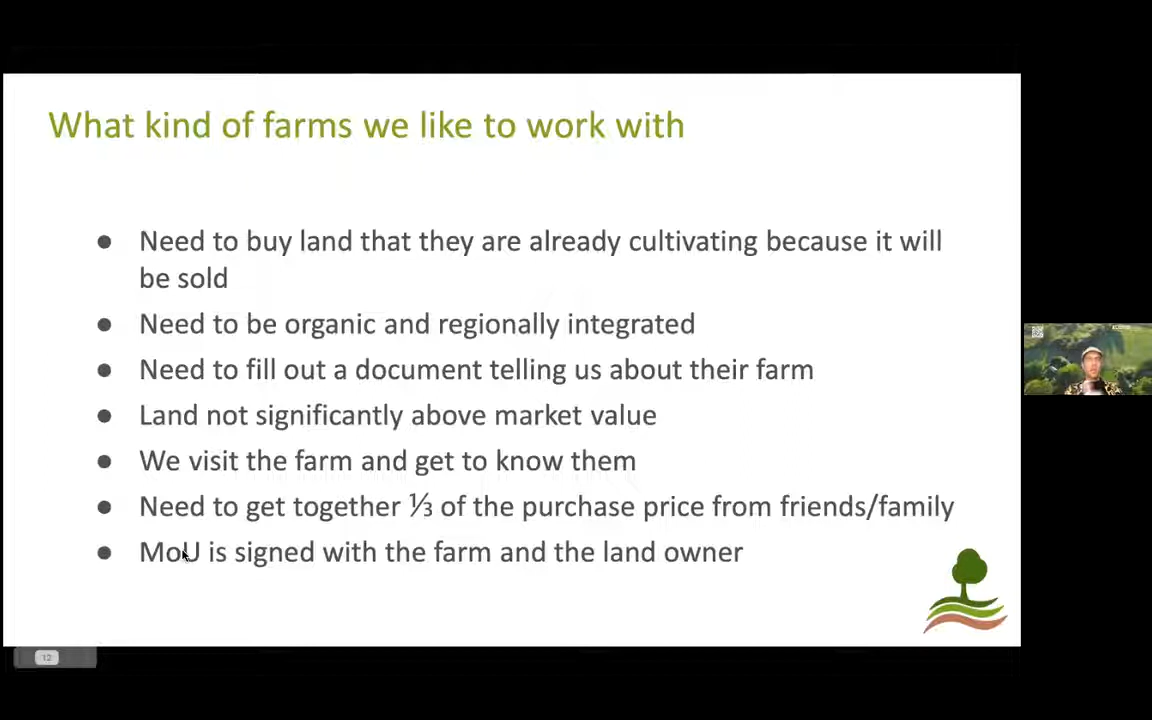 What kind of farms we like to work with
● Need to buy land that they are already cultivating because it will
be sold
● Need to be organic and regionally integrated
● Need to fill out a document telling us about their farm
● Land not significantly above market value
● We visit the farm and get to know them
● Need to get together ⅓ of the purchase price from friends/family
● MoU is signed with the farm and the land owner
12